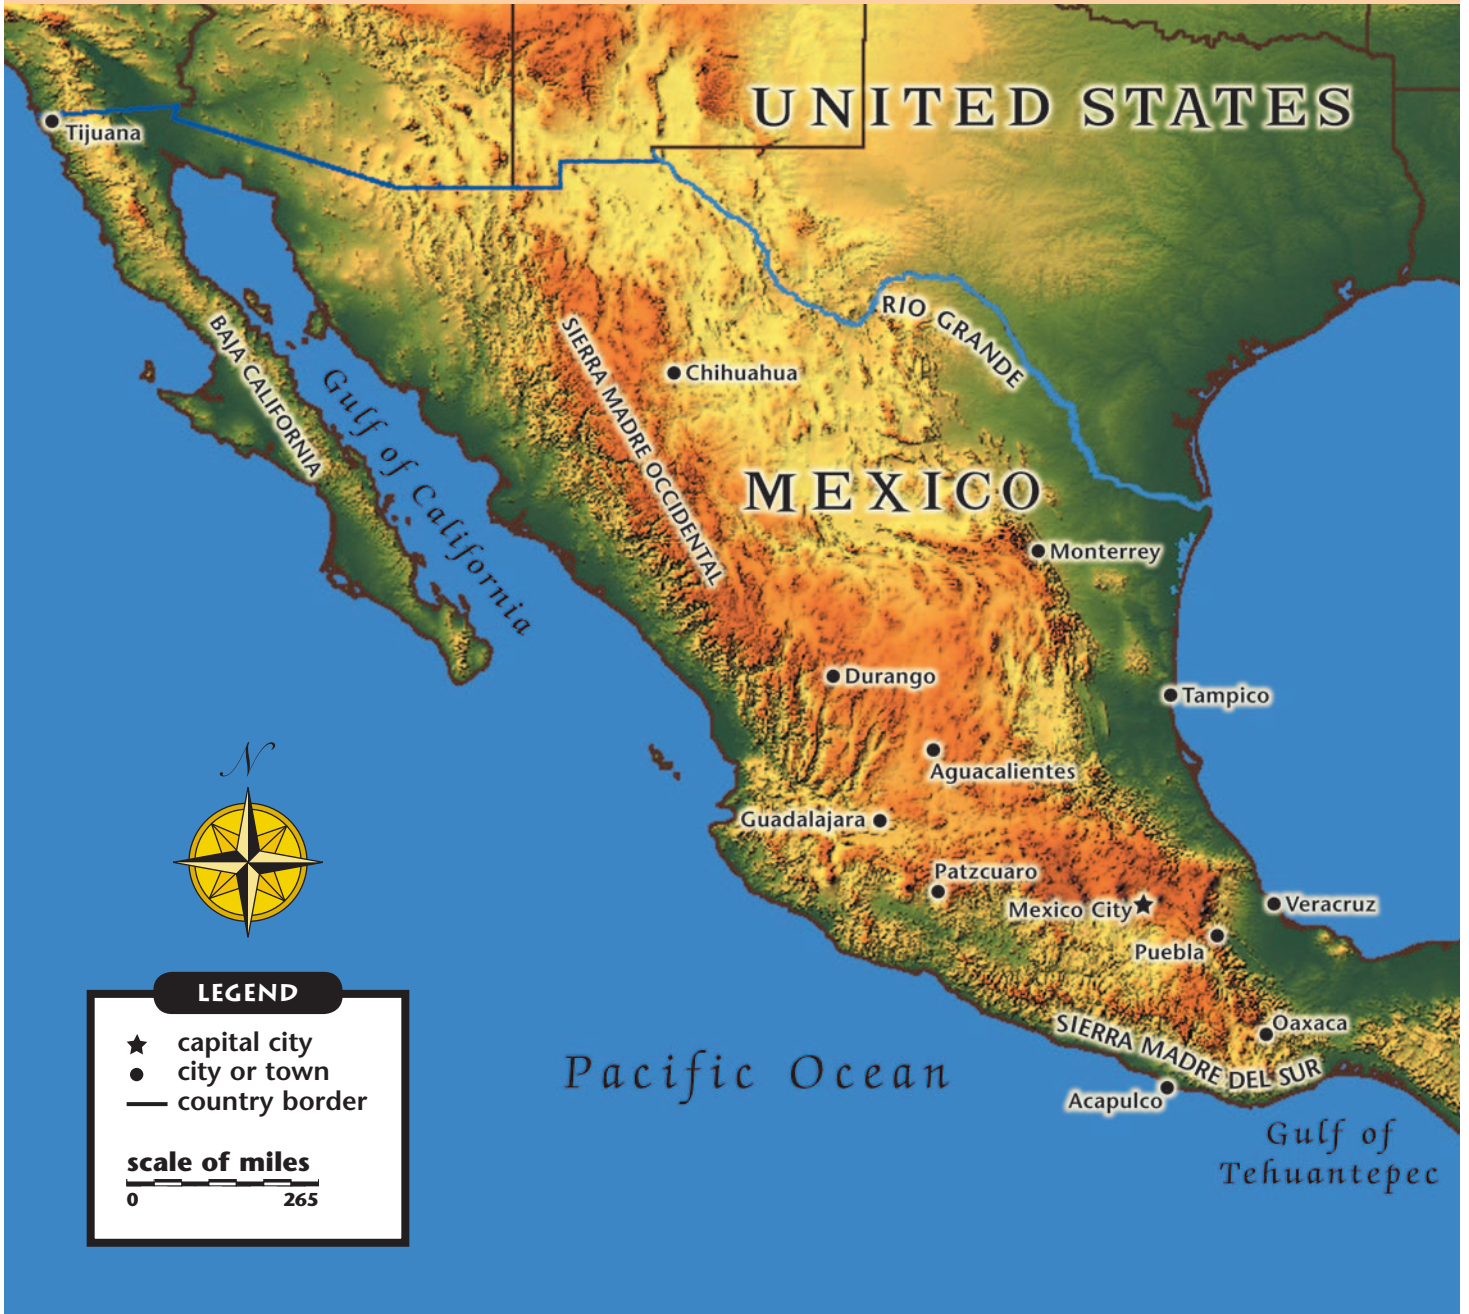 UNITED STATES
Tijuana
RIO GRANDE
BAJA CALIFORNIA
SIERRA MADRE OCCIDENTAL
Chihuahua
Gulf of California
MEXICO
Monterrey
Durango
Tampico
Aguacalientes
Guadalajara
Patzcuaro
Mexico City
Veracruz
Puebla
Oaxaca
SIERRA MADRE DEL SUR
Acapulco
Pacific Ocean
Gulf of
Tehuantepec
N
LEGEND
capital city
city or town
country border
scale of miles
0 265